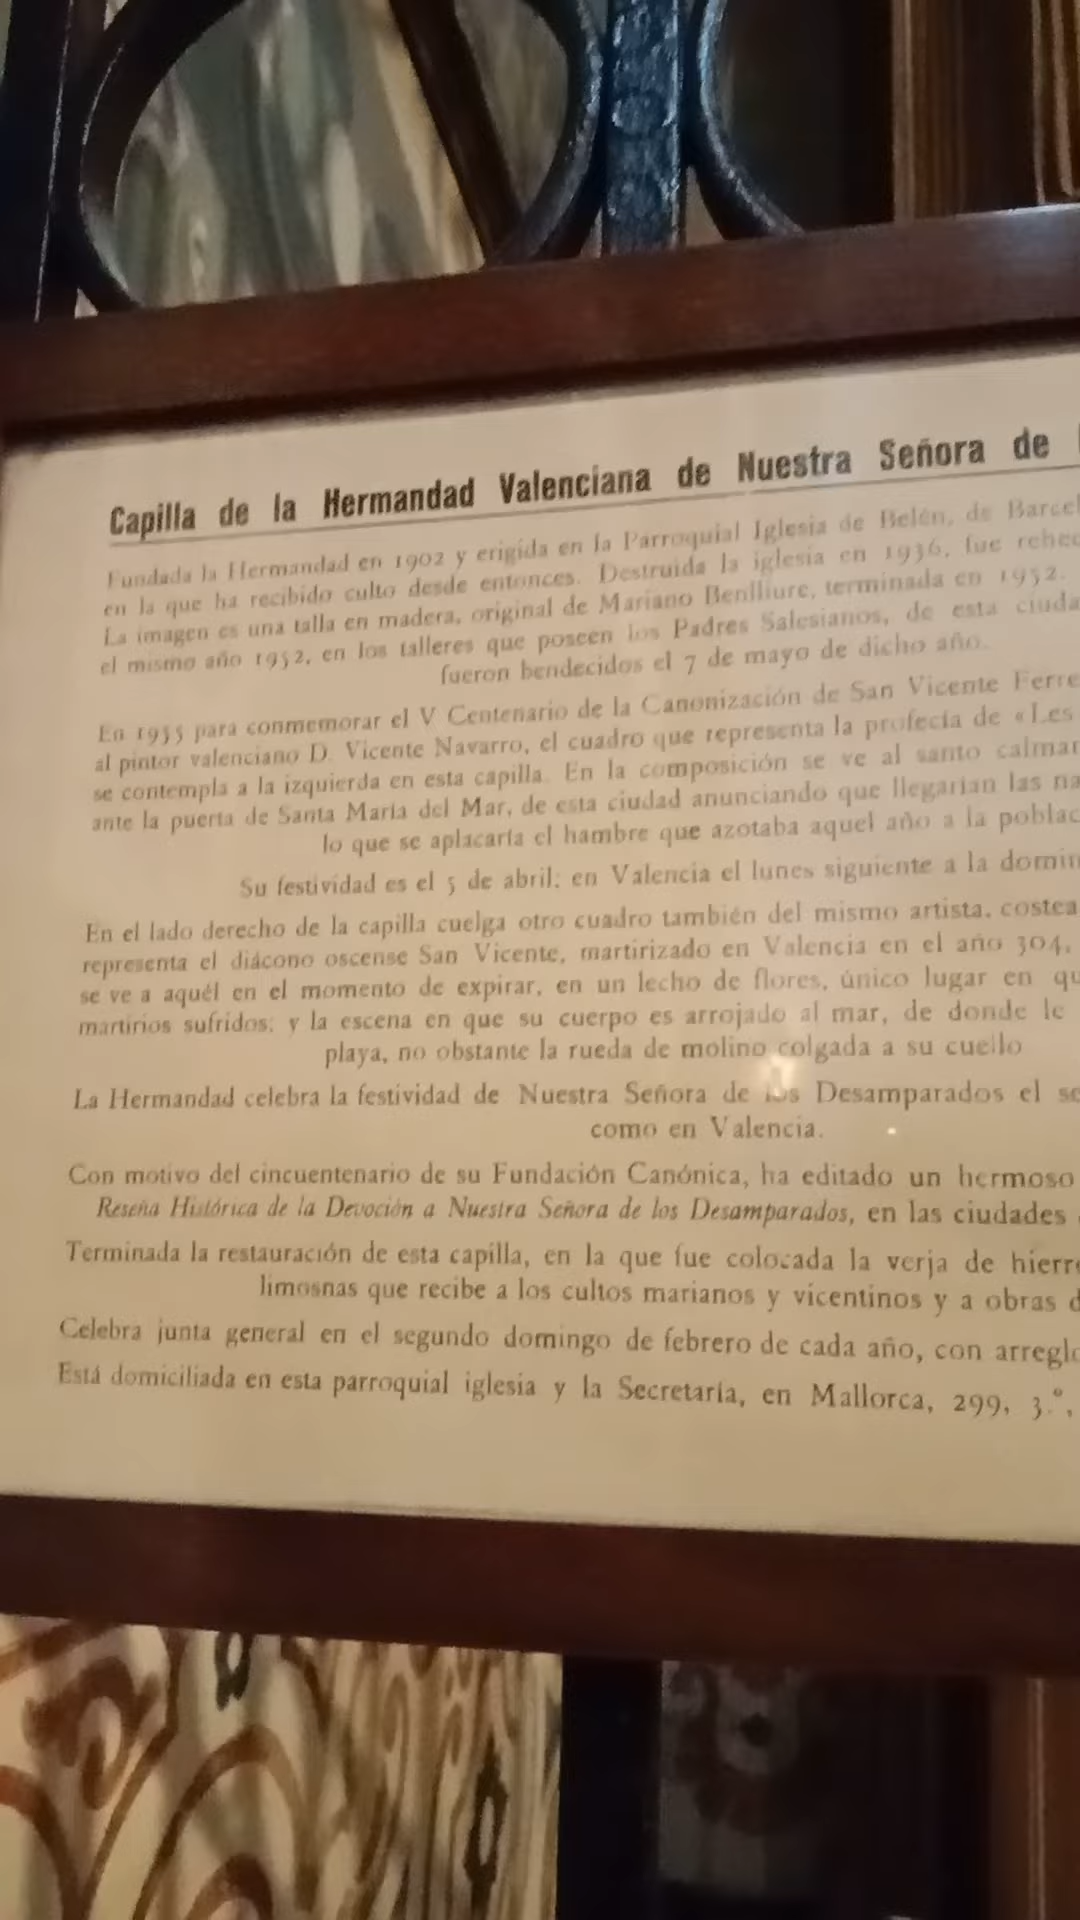 Capilla de la Hermandad Valenciana de Nuestra Señora de
Fundada la Hermandad en 1902 y erigida en la Parroquial Iglesia de Belén, de Barcel
en la que ha recibido culto desde entonces. Destruida la iglesia en 1936, fue rehec
La imagen es una talla en madera, original de Mariano Benlliure, terminada en 1952.
el mismo año 1952, en los talleres que poseen los Padres Salesianos, de esta ciuda
fueron bendecidos el 7 de mayo de dicho año.
En 1955 para conmemorar el V Centenario de la Canonización de San Vicente Ferre
al pintor valenciano D. Vicente Navarro, el cuadro que representa la profecía de «Les
se contempla a la izquierda en esta capilla. En la composición se ve al santo calmar
ante la puerta de Santa María del Mar, de esta ciudad anunciando que llegarían las na
lo que se aplacaría el hambre que azotaba aquel año a la poblac
Su festividad es el 5 de abril; en Valencia el lunes siguiente a la domin
En el lado derecho de la capilla cuelga otro cuadro también del mismo artista, costea
representa el diácono oscense San Vicente, martirizado en Valencia en el año 304,
se ve a aquél en el momento de expirar, en un lecho de flores, único lugar en qu
martirios sufridos; y la escena en que su cuerpo es arrojado al mar, de donde le
playa, no obstante la rueda de molino colgada a su cuello
La Hermandad celebra la festividad de Nuestra Señora de los Desamparados el se
como en Valencia.
Con motivo del cincuentenario de su Fundación Canónica, ha editado un hermoso
Reseña Histórica de la Devoción a Nuestra Señora de los Desamparados, en las ciudades
Terminada la restauración de esta capilla, en la que fue colocada la verja de hierr
limosnas que recibe a los cultos marianos y vicentinos y a obras d
Celebra junta general en el segundo domingo de febrero de cada año, con arregl
Está domiciliada en esta parroquial iglesia y la Secretaría, en Mallorca, 299, 3.º,